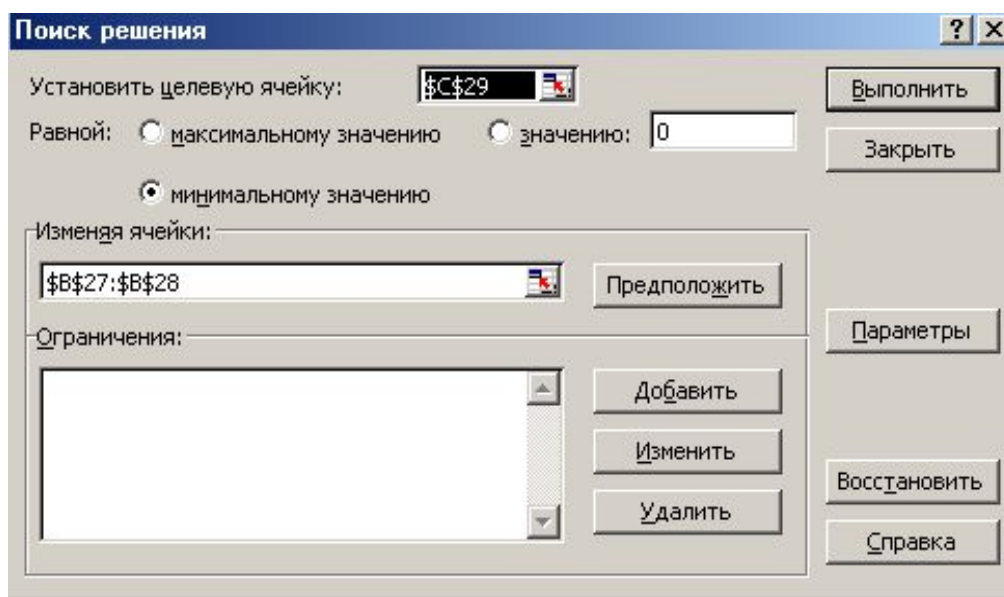 Поиск решения
Установить целевую ячейку: $C$29
Выполнить
Равной: максимальному значению значению: 0
Закрыть
минимальному значению
Изменяя ячейки:
$B$27:$B$28
Предположить
Параметры
Ограничения:
Добавить
Изменить
Удалить
Восстановить
Справка